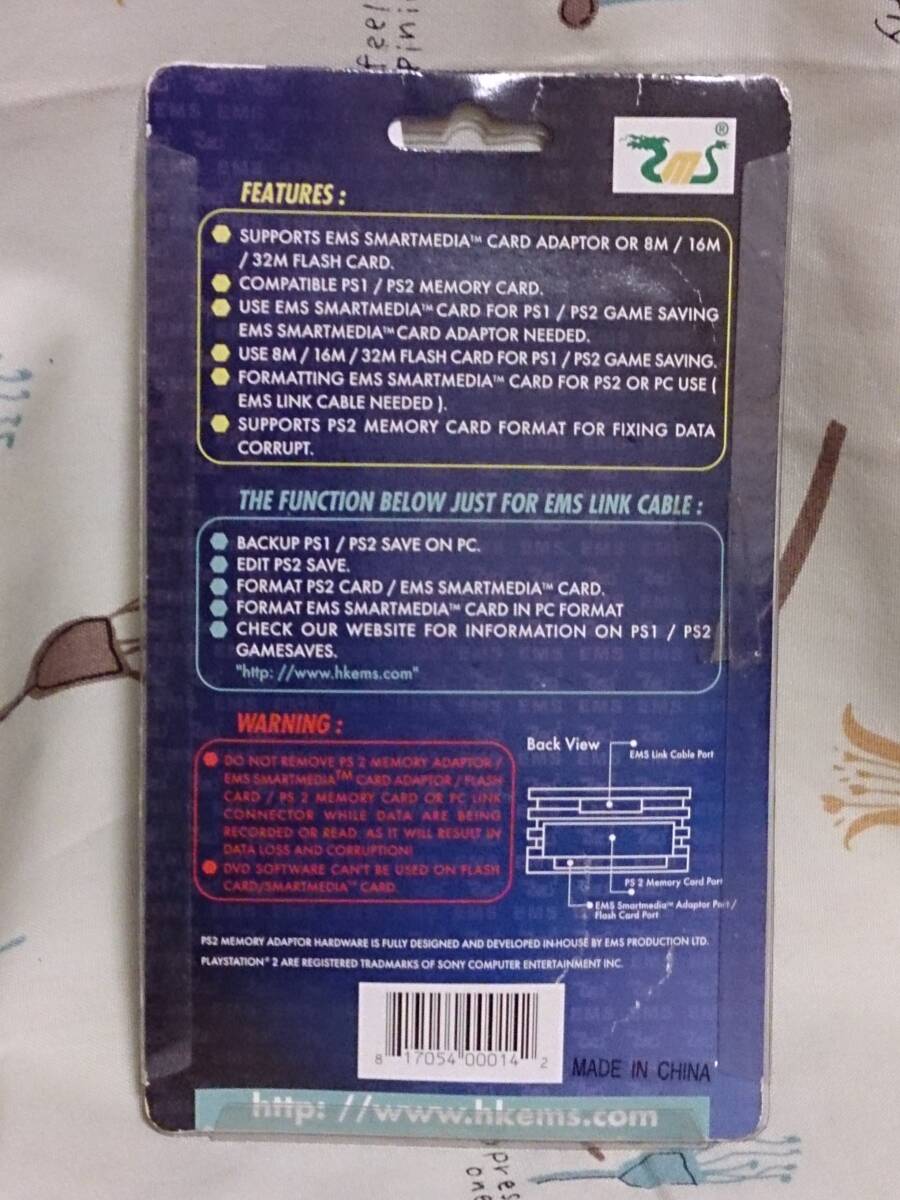 feel
EMS
®
FEATURES :
SUPPORTS EMS SMARTMEDIA™ CARD ADAPTOR OR 8M / 16M
/ 32M FLASH CARD.
COMPATIBLE PS1 / PS2 MEMORY CARD.
USE EMS SMARTMEDIA™ CARD FOR PS1 / PS2 GAME SAVING
EMS SMARTMEDIA™ CARD ADAPTOR NEEDED.
USE 8M / 16M / 32M FLASH CARD FOR PS1 / PS2 GAME SAVING.
FORMATTING EMS SMARTMEDIA™ CARD FOR PS2 OR PC USE (
EMS LINK CABLE NEEDED ).
SUPPORTS PS2 MEMORY CARD FORMAT FOR FIXING DATA
CORRUPT.
THE FUNCTION BELOW JUST FOR EMS LINK CABLE :
BACKUP PS1 / PS2 SAVE ON PC.
EDIT PS2 SAVE.
FORMAT PS2 CARD / EMS SMARTMEDIA™ CARD.
FORMAT EMS SMARTMEDIA™ CARD IN PC FORMAT
CHECK OUR WEBSITE FOR INFORMATION ON PS1 / PS2
GAMESAVES.
"http: //www.hkems.com"
WARNING :
DO NOT REMOVE PS 2 MEMORY ADAPTOR /
EMS SMARTMEDIA™ CARD ADAPTOR / FLASH
CARD / PS 2 MEMORY CARD OR PC LINK
CONNECTOR WHILE DATA ARE BEING
RECORDED OR READ. AS IT WILL RESULT IN
DATA LOSS AND CORRUPTION!
DVD SOFTWARE CAN'T BE USED ON FLASH
CARD/SMARTMEDIA™ CARD.
Back View
EMS Link Cable Port
PS 2 Memory Card Port
EMS Smartmedia™ Adaptor Port /
Flash Card Port
PS2 MEMORY ADAPTOR HARDWARE IS FULLY DESIGNED AND DEVELOPED IN-HOUSE BY EMS PRODUCTION LTD.
PLAYSTATION® 2 ARE REGISTERED TRADMARKS OF SONY COMPUTER ENTERTAINMENT INC.
8 17054 00014 2
MADE IN CHINA
http: //www.hkems.com